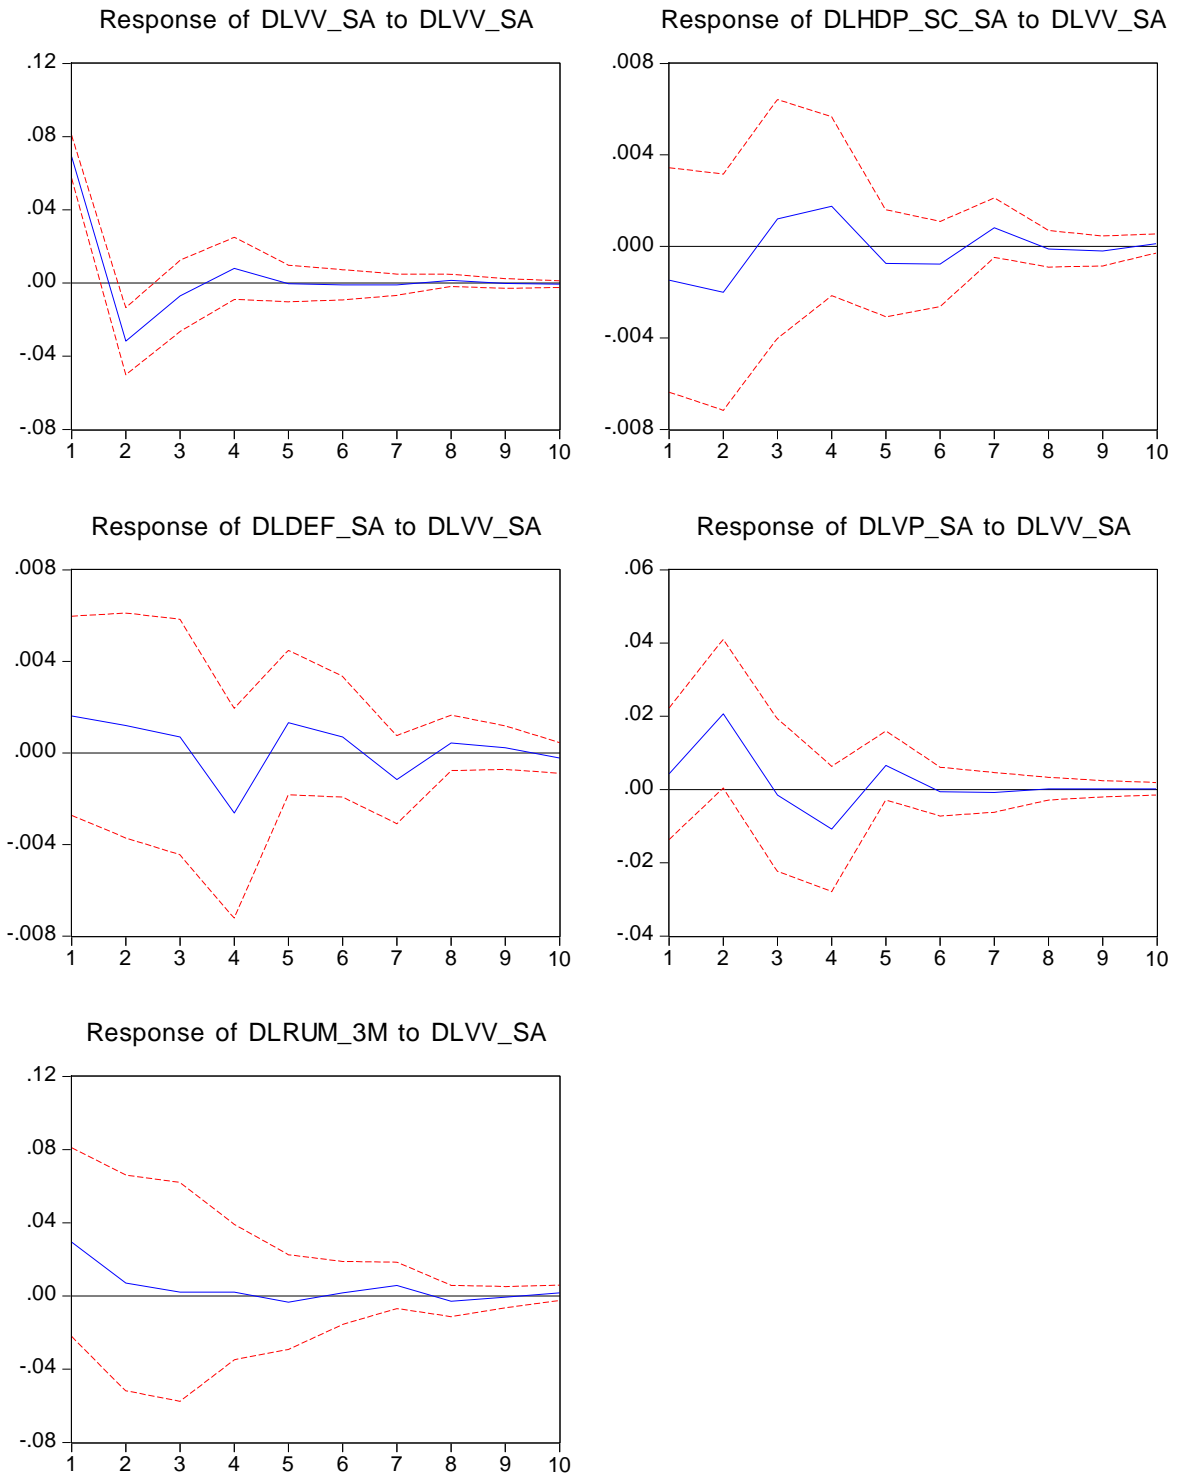 Response of DLVV_SA to DLVV_SA
.12
.08
.04
.00
-.04
-.08
1 2 3 4 5 6 7 8 9 10
Response of DLHDP_SC_SA to DLVV_SA
.008
.004
.000
-.004
-.008
1 2 3 4 5 6 7 8 9 10
Response of DLDEF_SA to DLVV_SA
.008
.004
.000
-.004
-.008
1 2 3 4 5 6 7 8 9 10
Response of DLVP_SA to DLVV_SA
.06
.04
.02
.00
-.02
-.04
1 2 3 4 5 6 7 8 9 10
Response of DLRUM_3M to DLVV_SA
.12
.08
.04
.00
-.04
-.08
1 2 3 4 5 6 7 8 9 10